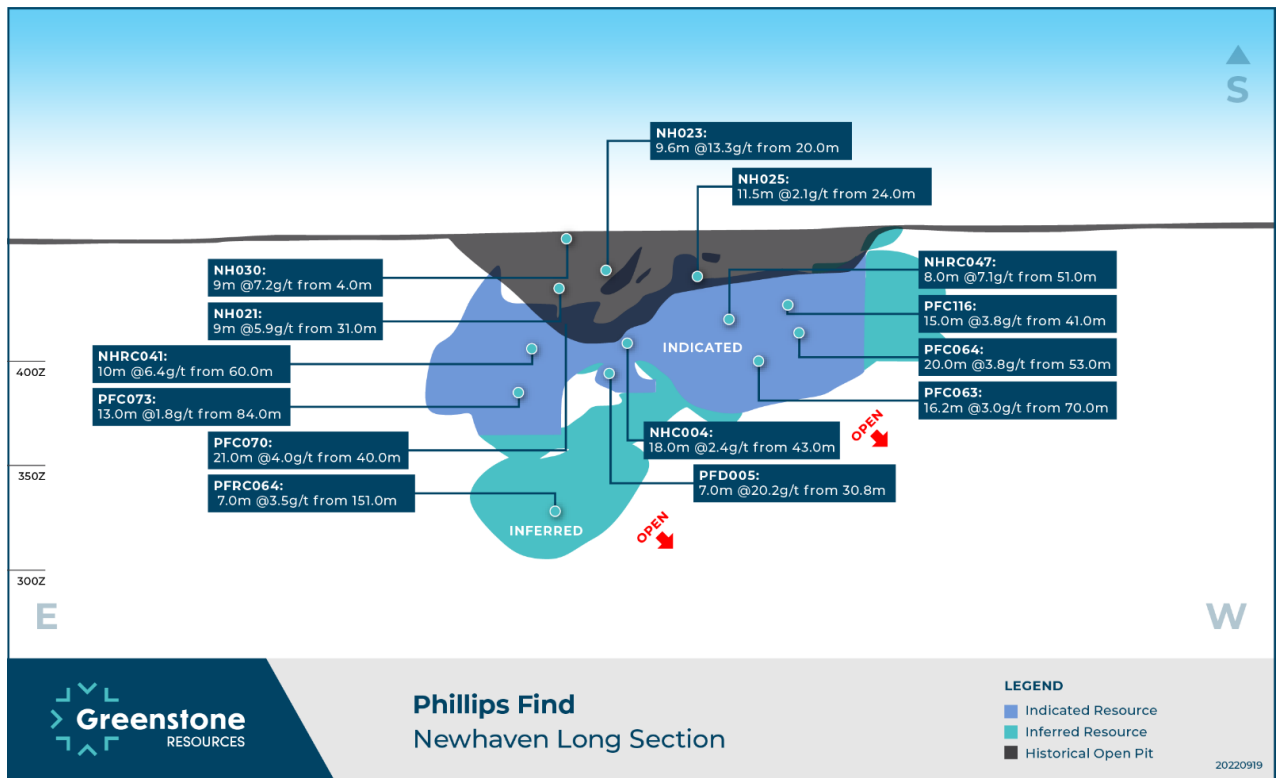 S
NH023:
9.6m @13.3g/t from 20.0m
NH025:
11.5m @2.1g/t from 24.0m
NH030:
9m @7.2g/t from 4.0m
NHRC047:
8.0m @7.1g/t from 51.0m
NH021:
9m @5.9g/t from 31.0m
PFC116:
15.0m @3.8g/t from 41.0m
NHRC041:
10m @6.4g/t from 60.0m
INDICATED
PFC064:
20.0m @3.8g/t from 53.0m
400Z
PFC073:
13.0m @1.8g/t from 84.0m
PFC063:
16.2m @3.0g/t from 70.0m
OPEN
PFC070:
21.0m @4.0g/t from 40.0m
NHC004:
18.0m @2.4g/t from 43.0m
350Z
PFRC064:
7.0m @3.5g/t from 151.0m
PFD005:
7.0m @20.2g/t from 30.8m
INFERRED
OPEN
300Z
E
W
Greenstone
RESOURCES
Phillips Find
Newhaven Long Section
LEGEND
Indicated Resource
Inferred Resource
Historical Open Pit
20220919